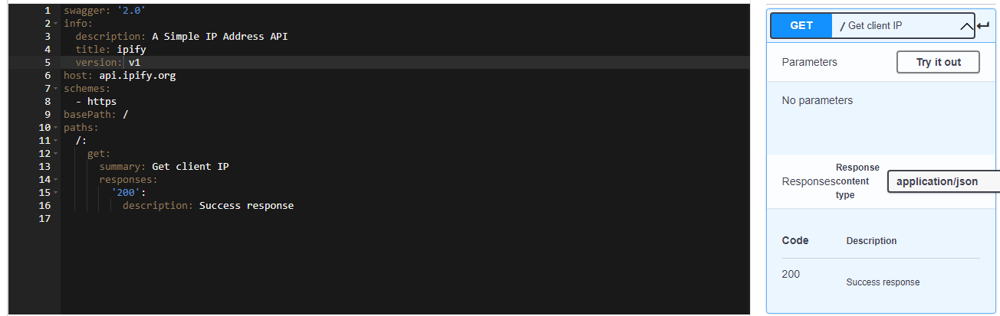 1 swagger: '2.0'
2 info:
3 description: A Simple IP Address API
4 title: ipify
5 version: v1
6 host: api.ipify.org
7 schemes:
8 - https
9 basePath: /
10 paths:
11 /:
12 get:
13 summary: Get client IP
14 responses:
15 '200':
16 description: Success response
17
GET / Get client IP
Parameters Try it out
No parameters
Responses
Response
content
type
application/json
Code Description
200 Success response